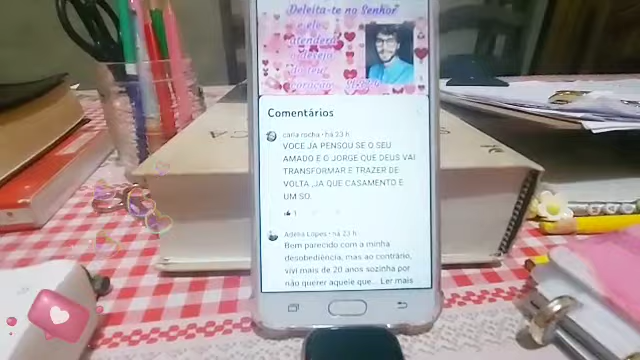 Deleita-te no Senhor
e ele
atenderá
o desejo
do teu
coração
Comentários
carla rocha • há 23 h
VOCE JA PENSOU SE O SEU
AMADO E O JORGE QUE DEUS VAI
TRANSFORMAR E TRAZER DE
VOLTA ,JA QUE CASAMENTO E
UM SO.
1
Adélia Lopes • há 23 h
Bem parecido com a minha
desobediência, mas ao contrário,
vivi mais de 20 anos sozinha por
não querer aquele que... Ler mais